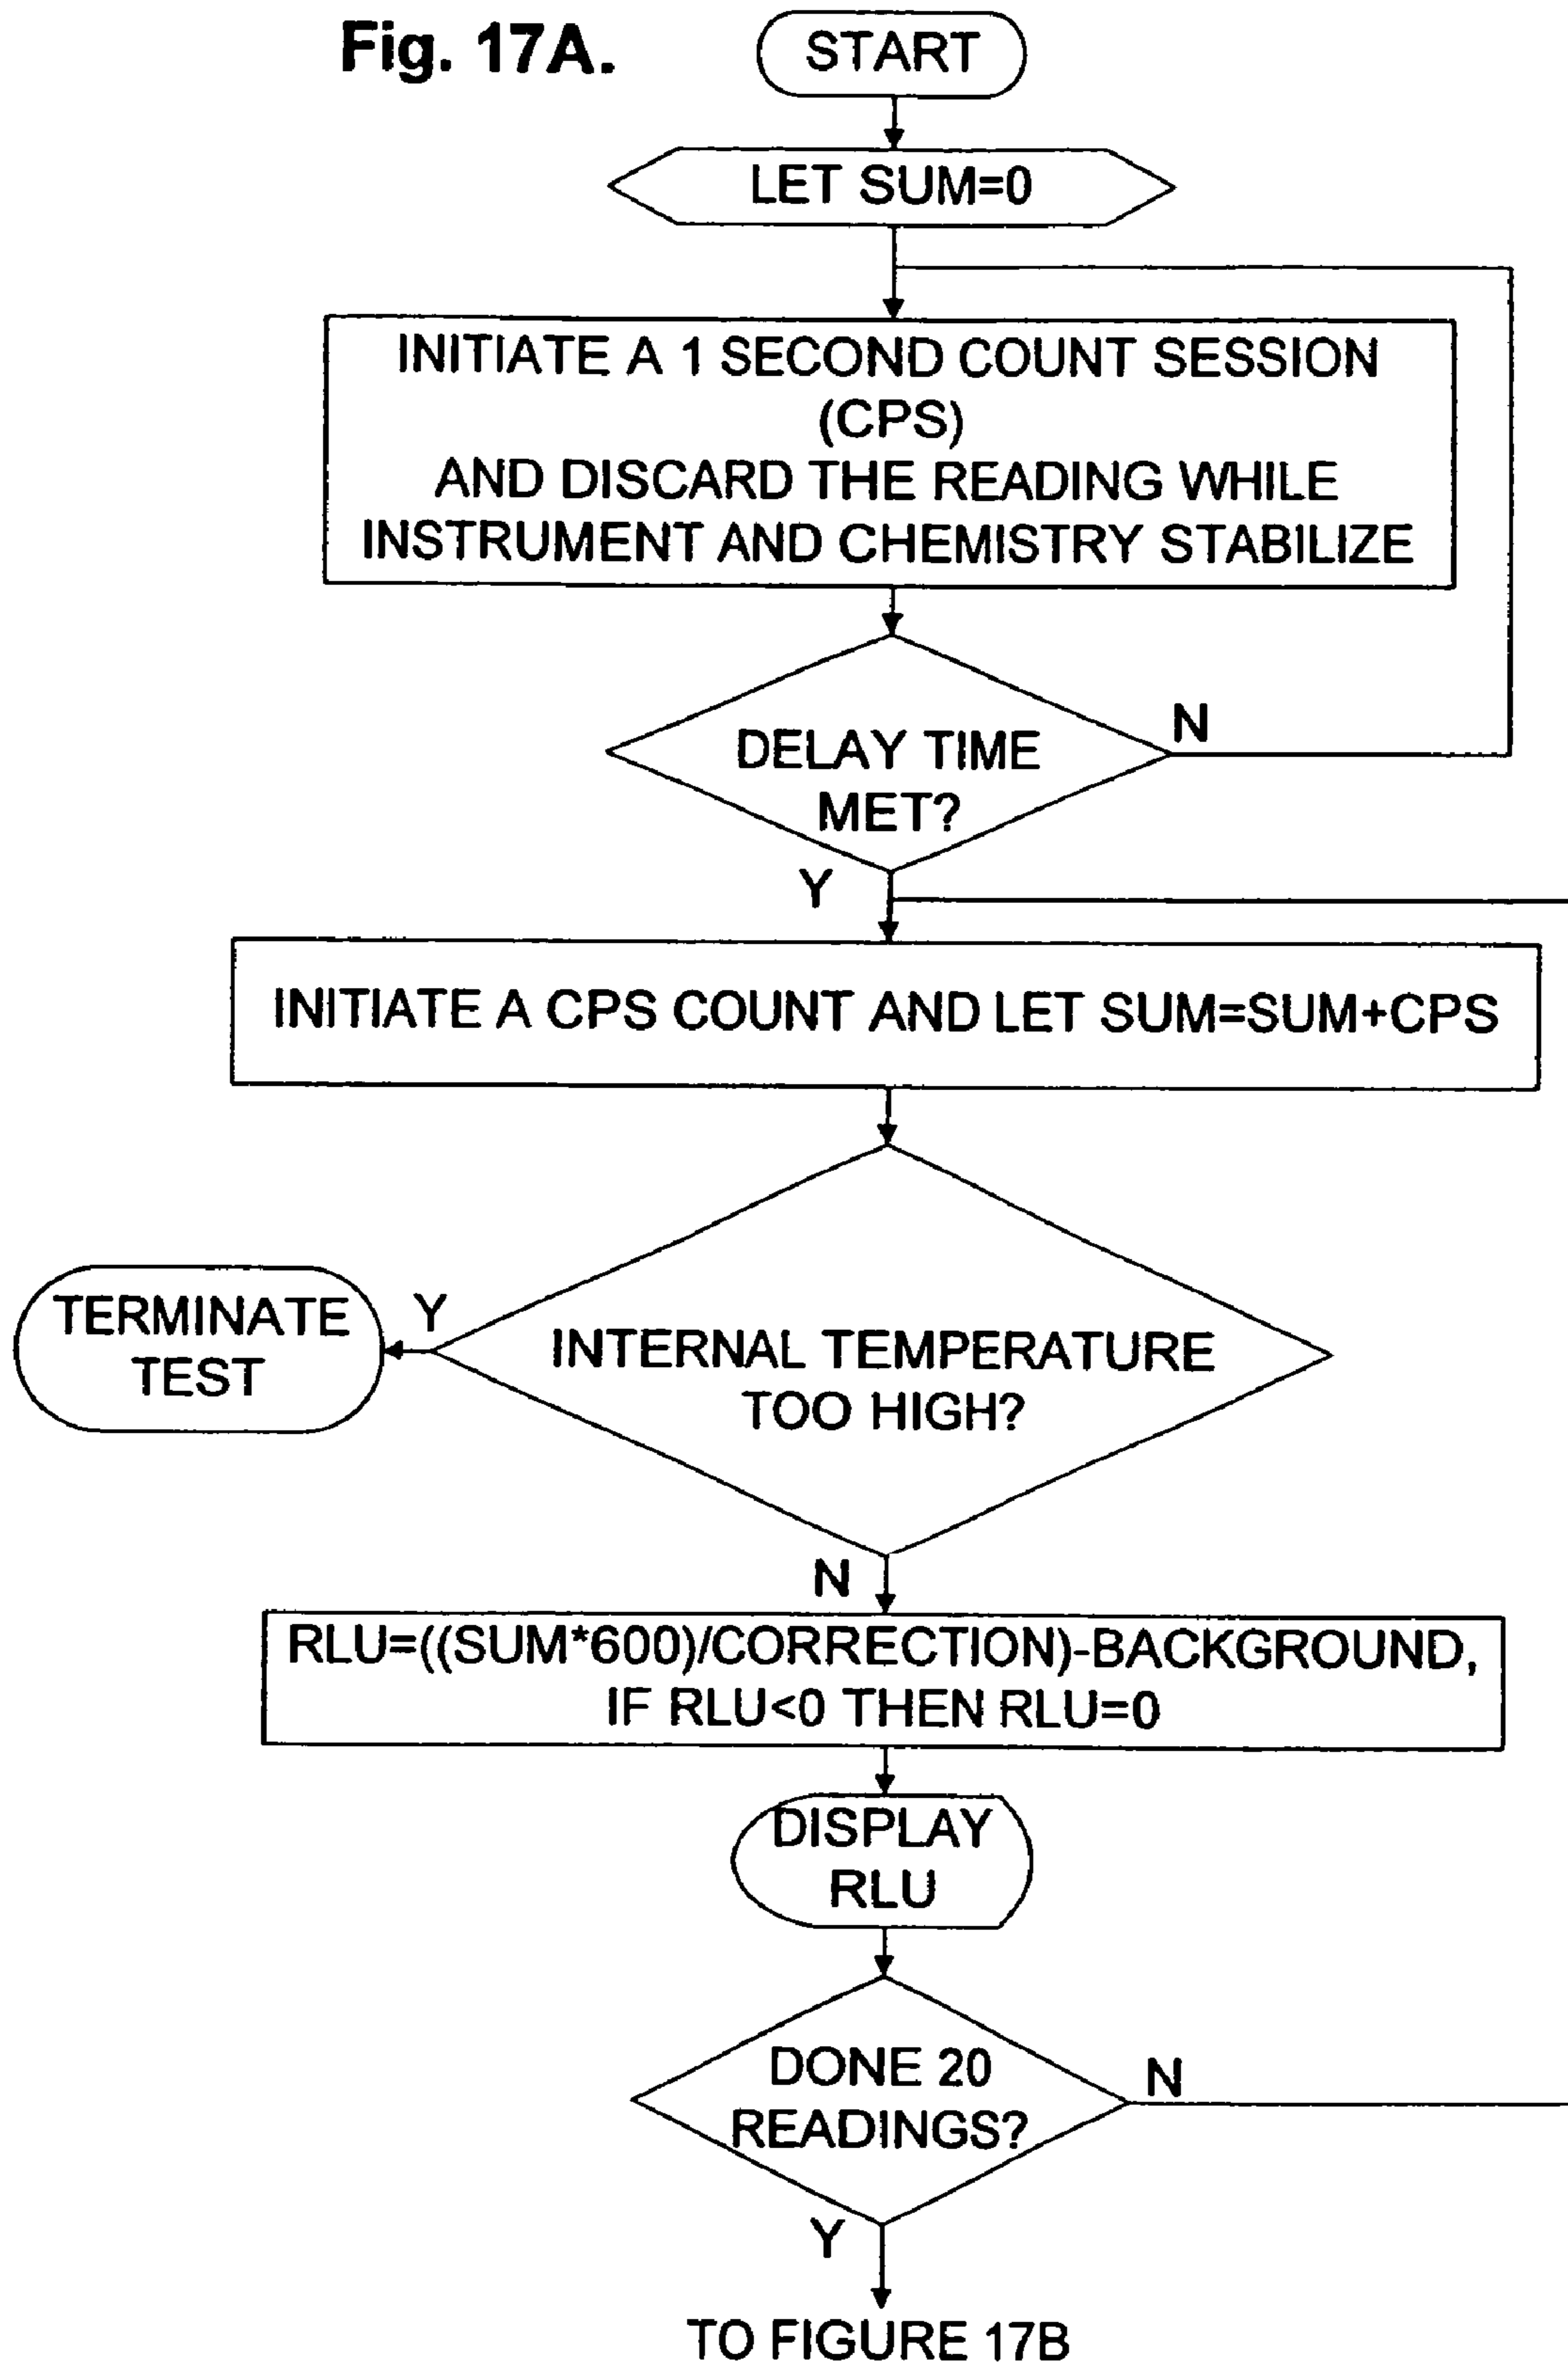 Fig. 17A.
START
LET SUM=0
INITIATE A 1 SECOND COUNT SESSION
(CPS)
AND DISCARD THE READING WHILE
INSTRUMENT AND CHEMISTRY STABILIZE
DELAY TIME
MET?
N
Y
INITIATE A CPS COUNT AND LET SUM=SUM+CPS
INTERNAL TEMPERATURE
TOO HIGH?
Y
TERMINATE
TEST
N
RLU=((SUM*600)/CORRECTION)-BACKGROUND,
IF RLU<0 THEN RLU=0
DISPLAY
RLU
DONE 20
READINGS?
N
Y
TO FIGURE 17B